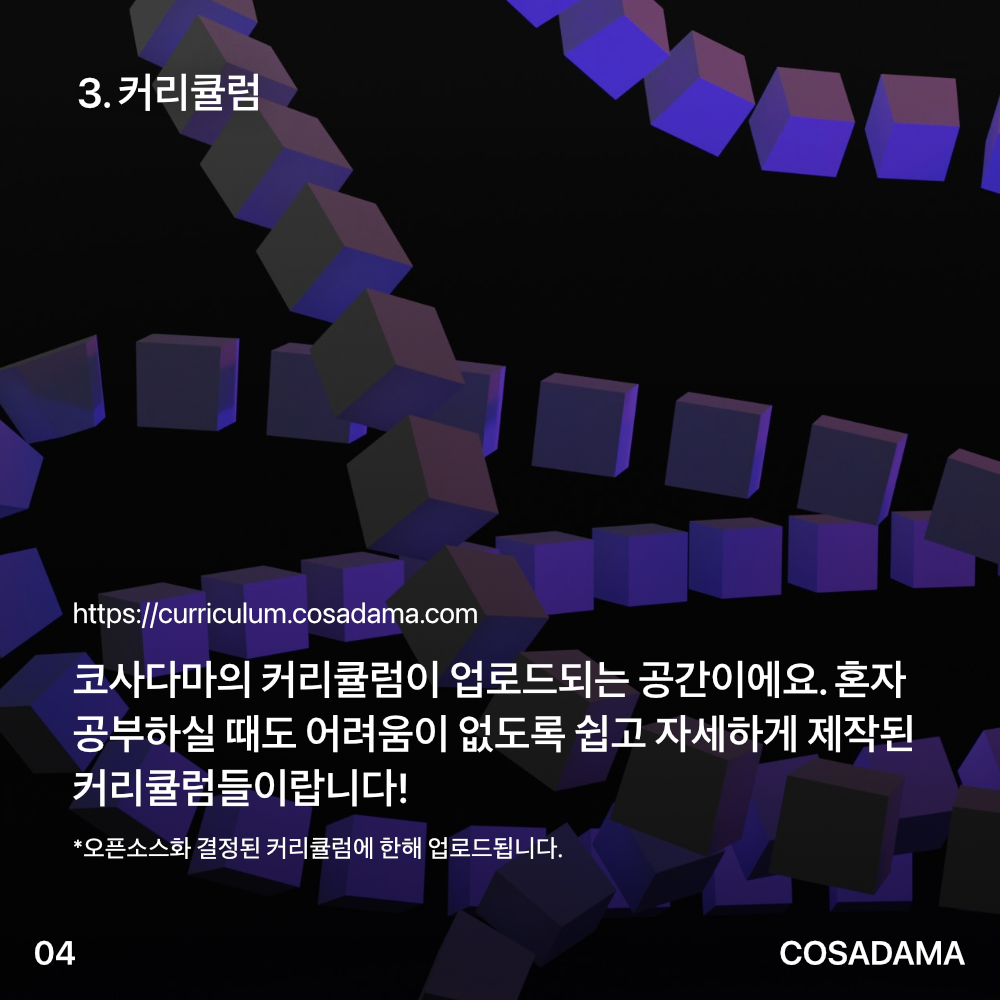 3. 커리큘럼
https://curriculum.cosadama.com
코사다마의 커리큘럼이 업로드되는 공간이에요. 혼자
공부하실 때도 어려움이 없도록 쉽고 자세하게 제작된
커리큘럼들이랍니다!
*오픈소스화 결정된 커리큘럼에 한해 업로드됩니다.
04
COSADAMA